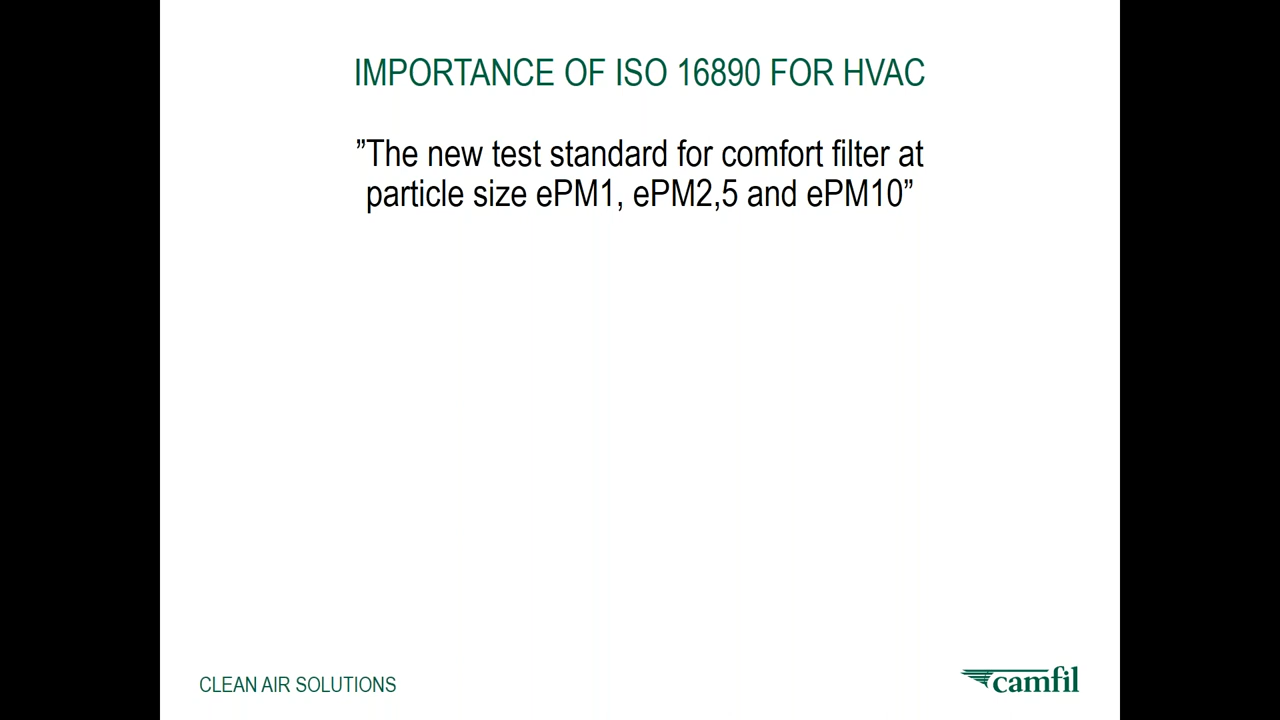 IMPORTANCE OF ISO 16890 FOR HVAC
”The new test standard for comfort filter at
particle size ePM1, ePM2,5 and ePM10”
CLEAN AIR SOLUTIONS
camfil